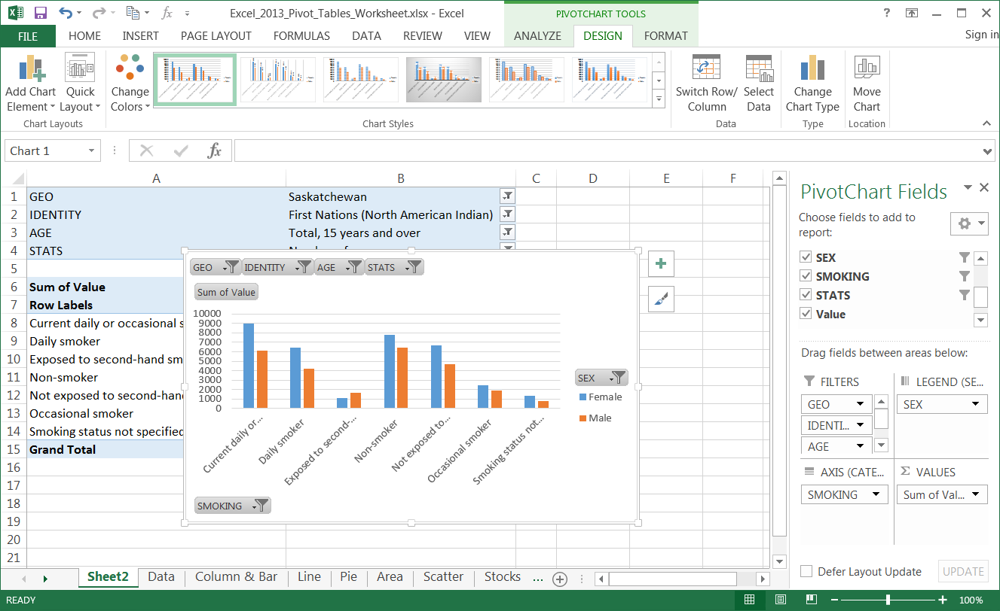 Excel_2013_Pivot_Tables_Worksheet.xlsx - Excel
PIVOTCHART TOOLS
?
FILE HOME INSERT PAGE LAYOUT FORMULAS DATA REVIEW VIEW ANALYZE DESIGN FORMAT Sign in
Add Chart Element
Quick Layout
Change Colors
Switch Row/ Column
Select Data
Change Chart Type
Move Chart
Chart Layouts
Chart Styles
Data
Type
Location
Chart 1
fx
A B C D E F
1 GEO Saskatchewan
2 IDENTITY First Nations (North American Indian)
3 AGE Total, 15 years and over
4 STATS
5
6 Sum of Value
7 Row Labels
8 Current daily or occasional s
9 Daily smoker
10 Exposed to second-hand sm
11 Non-smoker
12 Not exposed to second-han
13 Occasional smoker
14 Smoking status not specified
15 Grand Total
16
17
18
19
20
21
GEO IDENTITY AGE STATS
Sum of Value
10000
9000
8000
7000
6000
5000
4000
3000
2000
1000
0
Current daily or...
Daily smoker
Exposed to second-...
Non-smoker
Not exposed to...
Occasional smoker
Smoking status not...
SEX
Female
Male
SMOKING
PivotChart Fields
Choose fields to add to
report:
SEX
SMOKING
STATS
Value
Drag fields between areas below:
FILTERS
GEO
IDENTI...
AGE
LEGEND (SE...
SEX
AXIS (CATE...
SMOKING
Σ VALUES
Sum of Val...
Defer Layout Update UPDATE
Sheet2 Data Column & Bar Line Pie Area Scatter Stocks ...
READY
100%